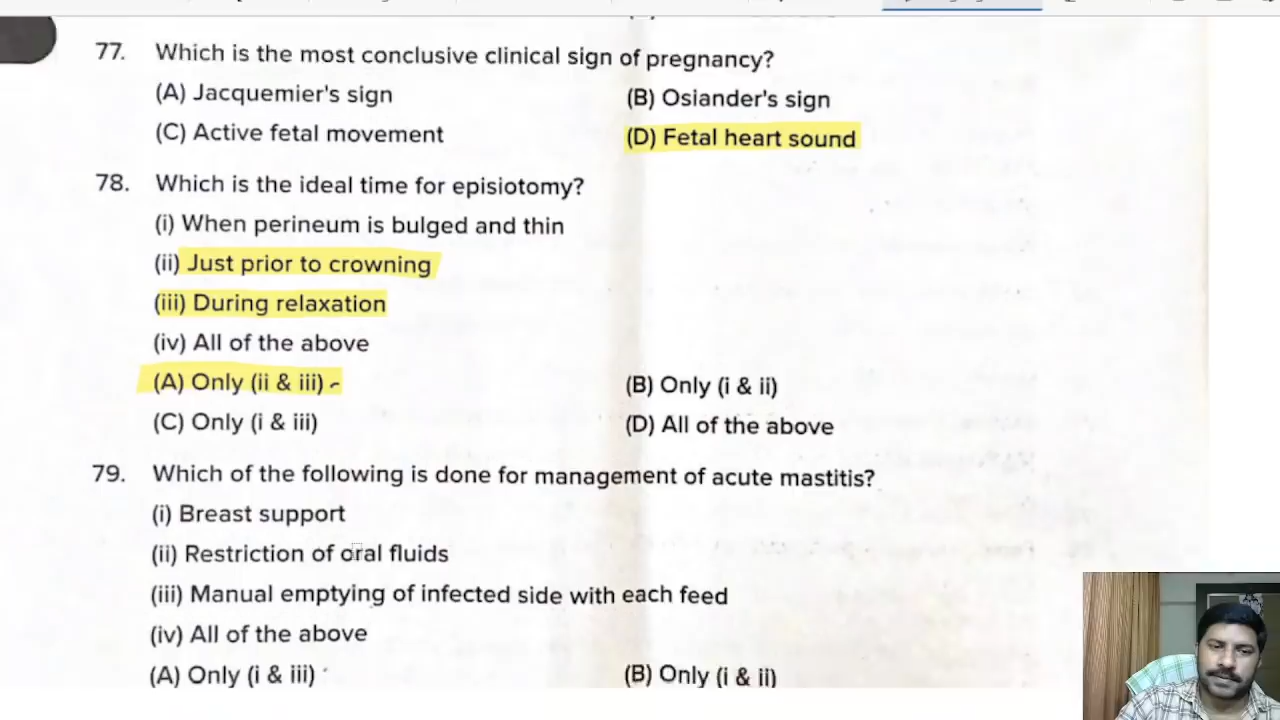 77. Which is the most conclusive clinical sign of pregnancy?
(A) Jacquemier's sign (B) Osiander's sign
(C) Active fetal movement (D) Fetal heart sound
78. Which is the ideal time for episiotomy?
(i) When perineum is bulged and thin
(ii) Just prior to crowning
(iii) During relaxation
(iv) All of the above
(A) Only (ii & iii) (B) Only (i & ii)
(C) Only (i & iii) (D) All of the above
79. Which of the following is done for management of acute mastitis?
(i) Breast support
(ii) Restriction of oral fluids
(iii) Manual emptying of infected side with each feed
(iv) All of the above
(A) Only (i & iii) (B) Only (i & ii)